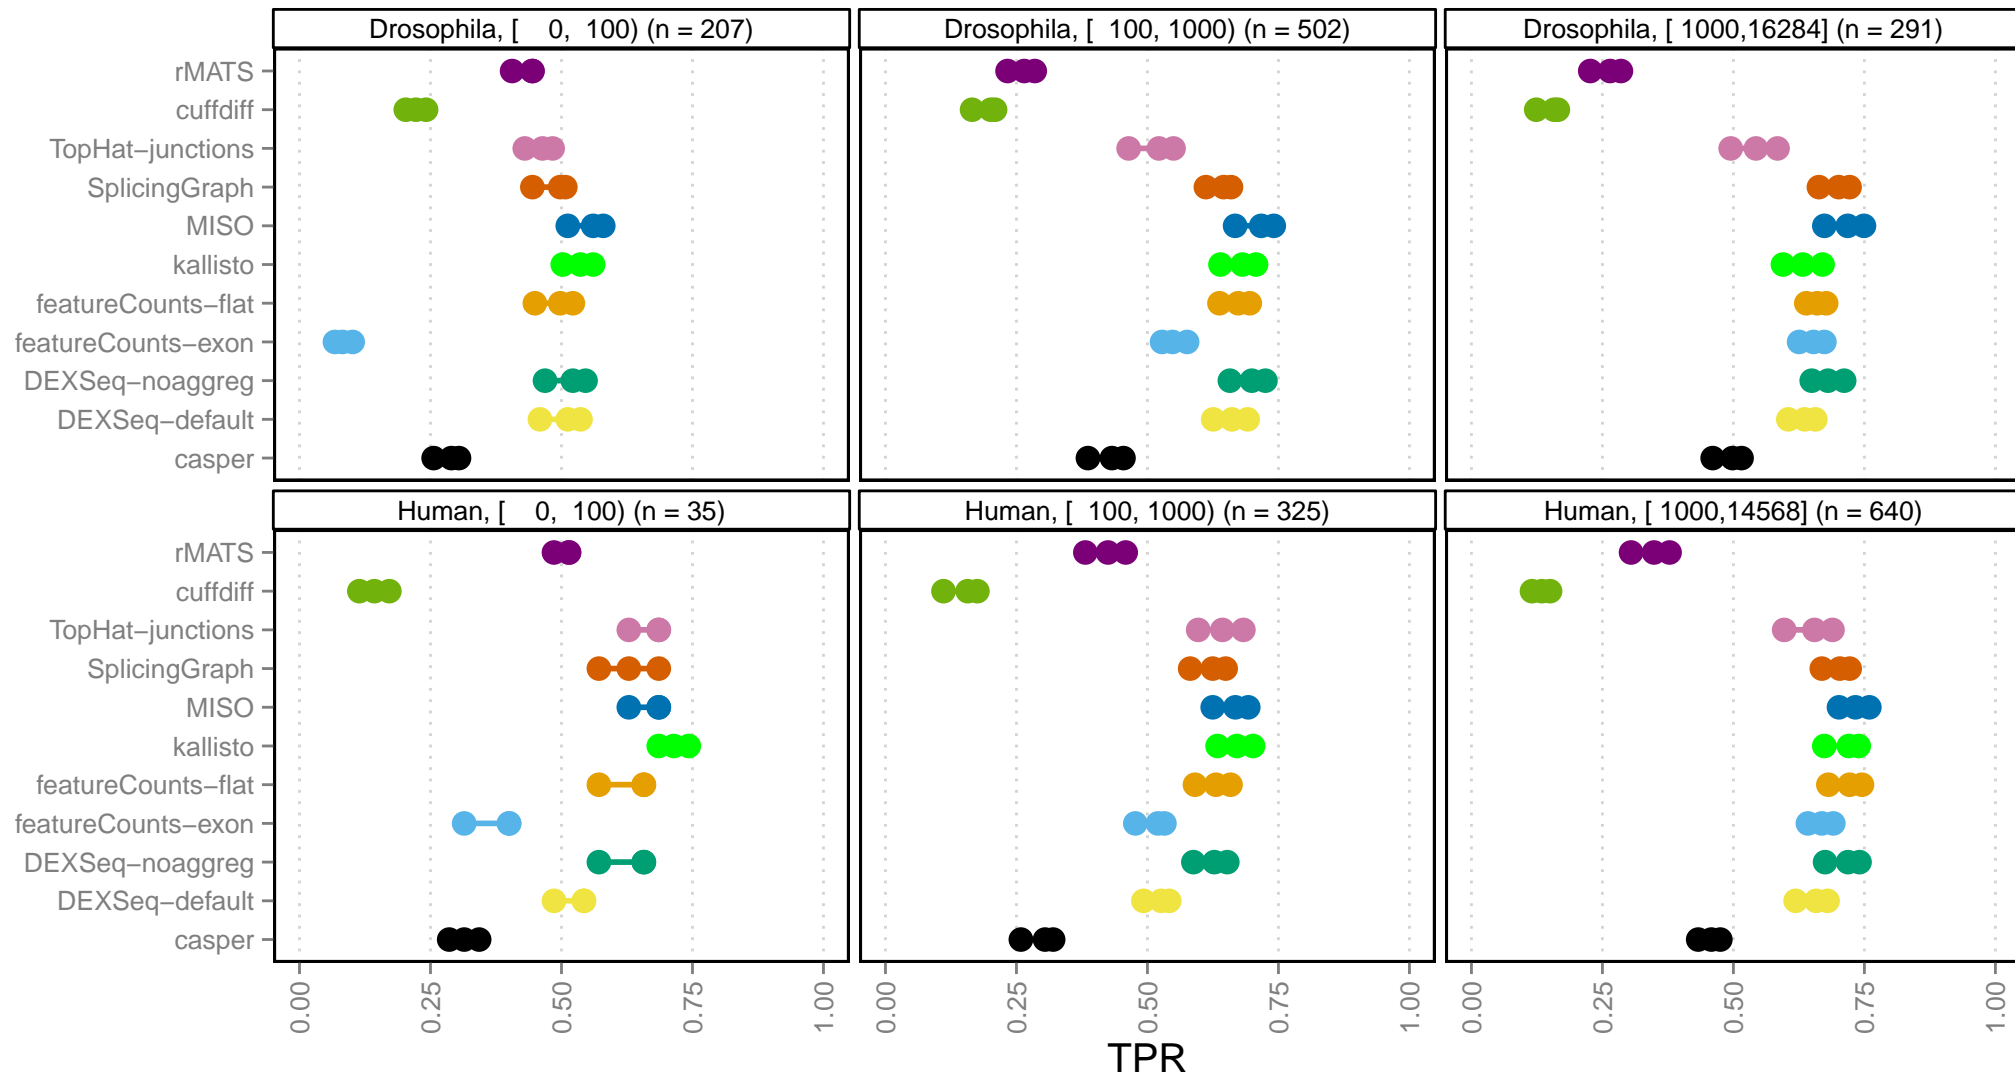 Drosophila, [ 0, 100) (n = 207)
Drosophila, [ 100, 1000) (n = 502)
Drosophila, [ 1000,16284] (n = 291)
rMATS
cuffdiff
TopHat−junctions
SplicingGraph
MISO
kallisto
featureCounts−flat
featureCounts−exon
DEXSeq−noaggreg
DEXSeq−default
casper
Human, [ 0, 100) (n = 35)
Human, [ 100, 1000) (n = 325)
Human, [ 1000,14568] (n = 640)
rMATS
cuffdiff
TopHat−junctions
SplicingGraph
MISO
kallisto
featureCounts−flat
featureCounts−exon
DEXSeq−noaggreg
DEXSeq−default
casper
0.00 0.25 0.50 0.75 1.00
0.00 0.25 0.50 0.75 1.00
0.00 0.25 0.50 0.75 1.00
TPR